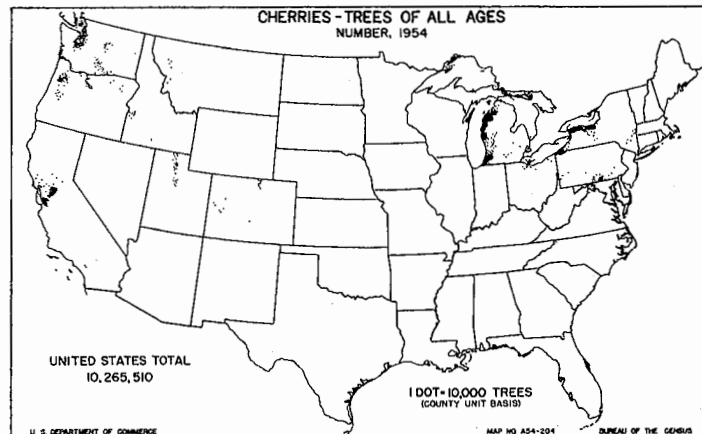 CHERRIES - TREES OF ALL AGES
NUMBER, 1954
UNITED STATES TOTAL
10,265,510
1 DOT = 10,000 TREES
(COUNTY UNIT BASIS)
U. S. DEPARTMENT OF COMMERCE MAP NO A54-204 BUREAU OF THE CENSUS